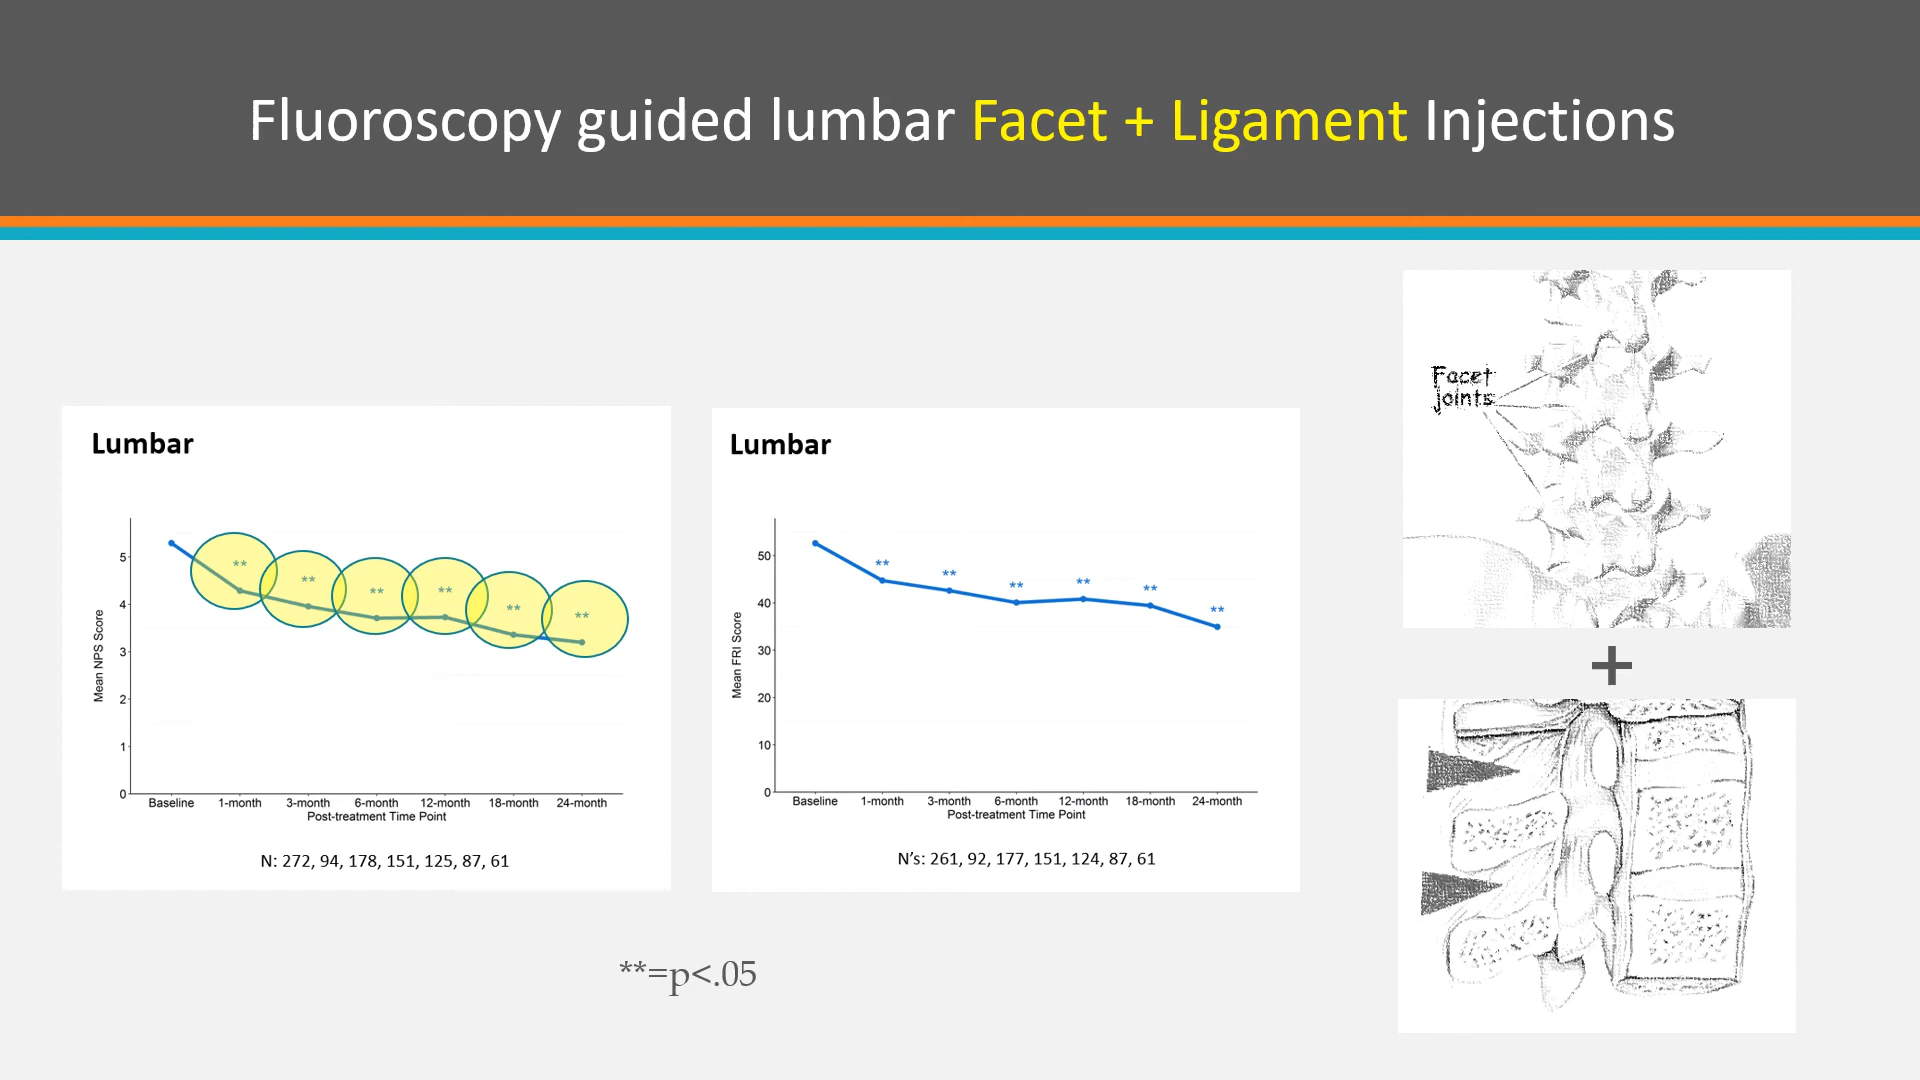 Fluoroscopy guided lumbar Facet + Ligament Injections
Lumbar
Mean NPS Score
5
4
3
2
1
0
** ** ** ** ** **
Baseline 1-month 3-month 6-month 12-month 18-month 24-month
Post-treatment Time Point
N: 272, 94, 178, 151, 125, 87, 61
Lumbar
Mean FRI Score
50
40
30
20
10
0
** ** ** ** ** **
Baseline 1-month 3-month 6-month 12-month 18-month 24-month
Post-treatment Time Point
N's: 261, 92, 177, 151, 124, 87, 61
**=p<.05
Facet
joints
+